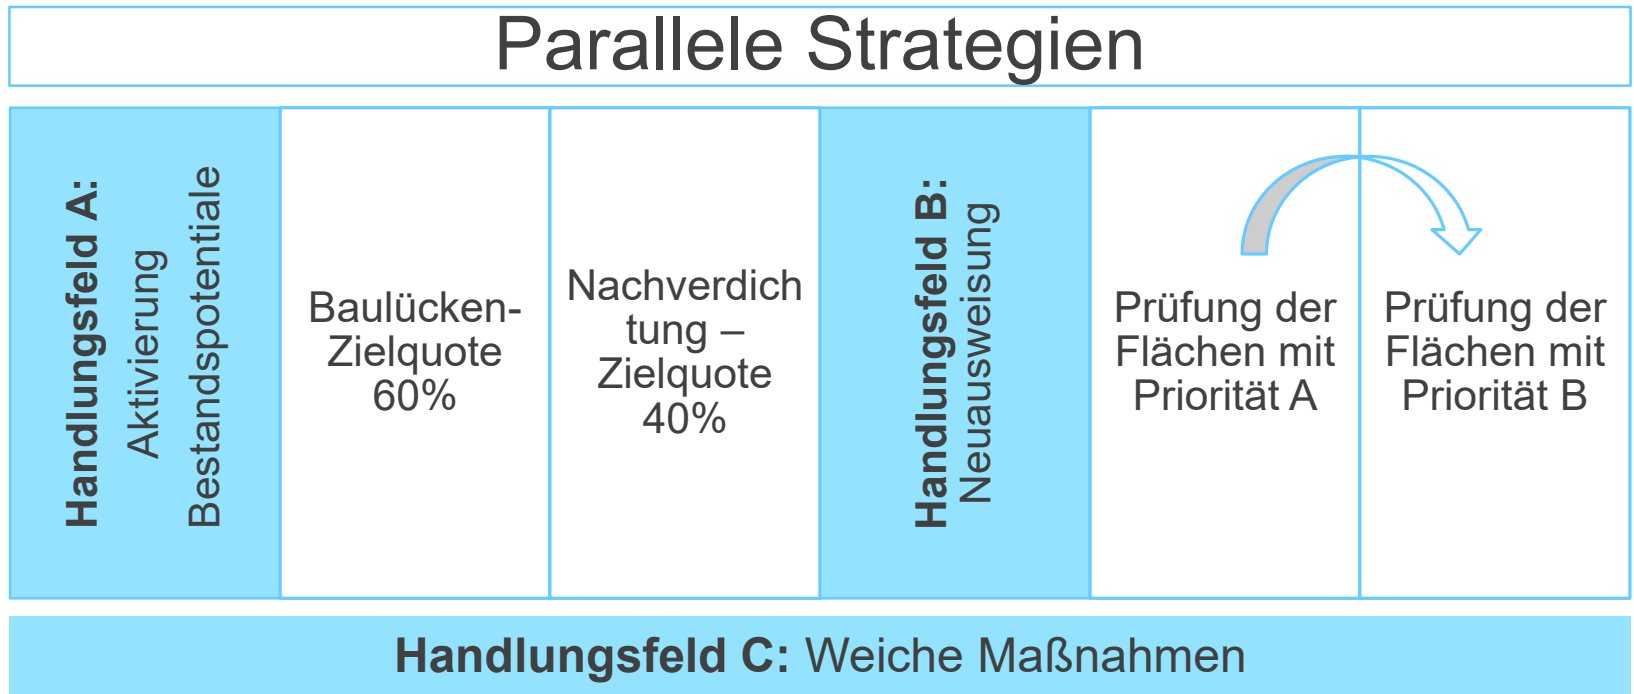 Parallele Strategien
Handlungsfeld A:
Aktivierung
Bestandspotentiale
Baulücken-
Zielquote
60%
Nachverdich
tung –
Zielquote
40%
Handlungsfeld B:
Neuausweisung
Prüfung der
Flächen mit
Priorität A
Prüfung der
Flächen mit
Priorität B
Handlungsfeld C: Weiche Maßnahmen